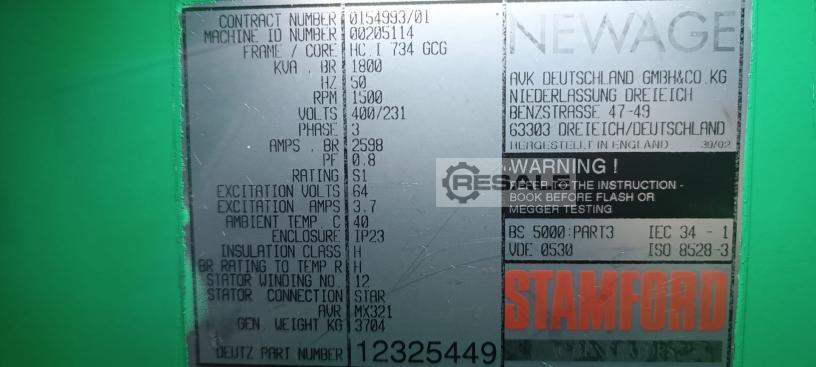 CONTRACT NUMBER 0154993/01
MACHINE ID NUMBER 00205114
FRAME / CORE HC.I 734 GCG
KVA . BR 1800
HZ 50
RPM 1500
VOLTS 400/231
PHASE 3
AMPS . BR 2598
PF 0.8
RATING S1
EXCITATION VOLTS 64
EXCITATION AMPS 3.7
AMBIENT TEMP. C 40
ENCLOSURE IP23
INSULATION CLASS H
BR RATING TO TEMP R H
STATOR WINDING NO. 12
STATOR CONNECTION STAR
AVR MX321
GEN. WEIGHT KG 3704
DEUTZ PART NUMBER 12325449
NEWAGE
AVK DEUTSCHLAND GMBH&CO.KG
NIEDERLASSUNG DREIEICH
BENZSTRASSE 47-49
63303 DREIEICH/DEUTSCHLAND
HERGESTELLT IN ENGLAND 39/02
WARNING !
REFER TO THE INSTRUCTION -
BOOK BEFORE FLASH OR
MEGGER TESTING
RESALE
BS 5000:PART3 IEC 34 - 1
VDE 0530 ISO 8528-3
STAMFORD